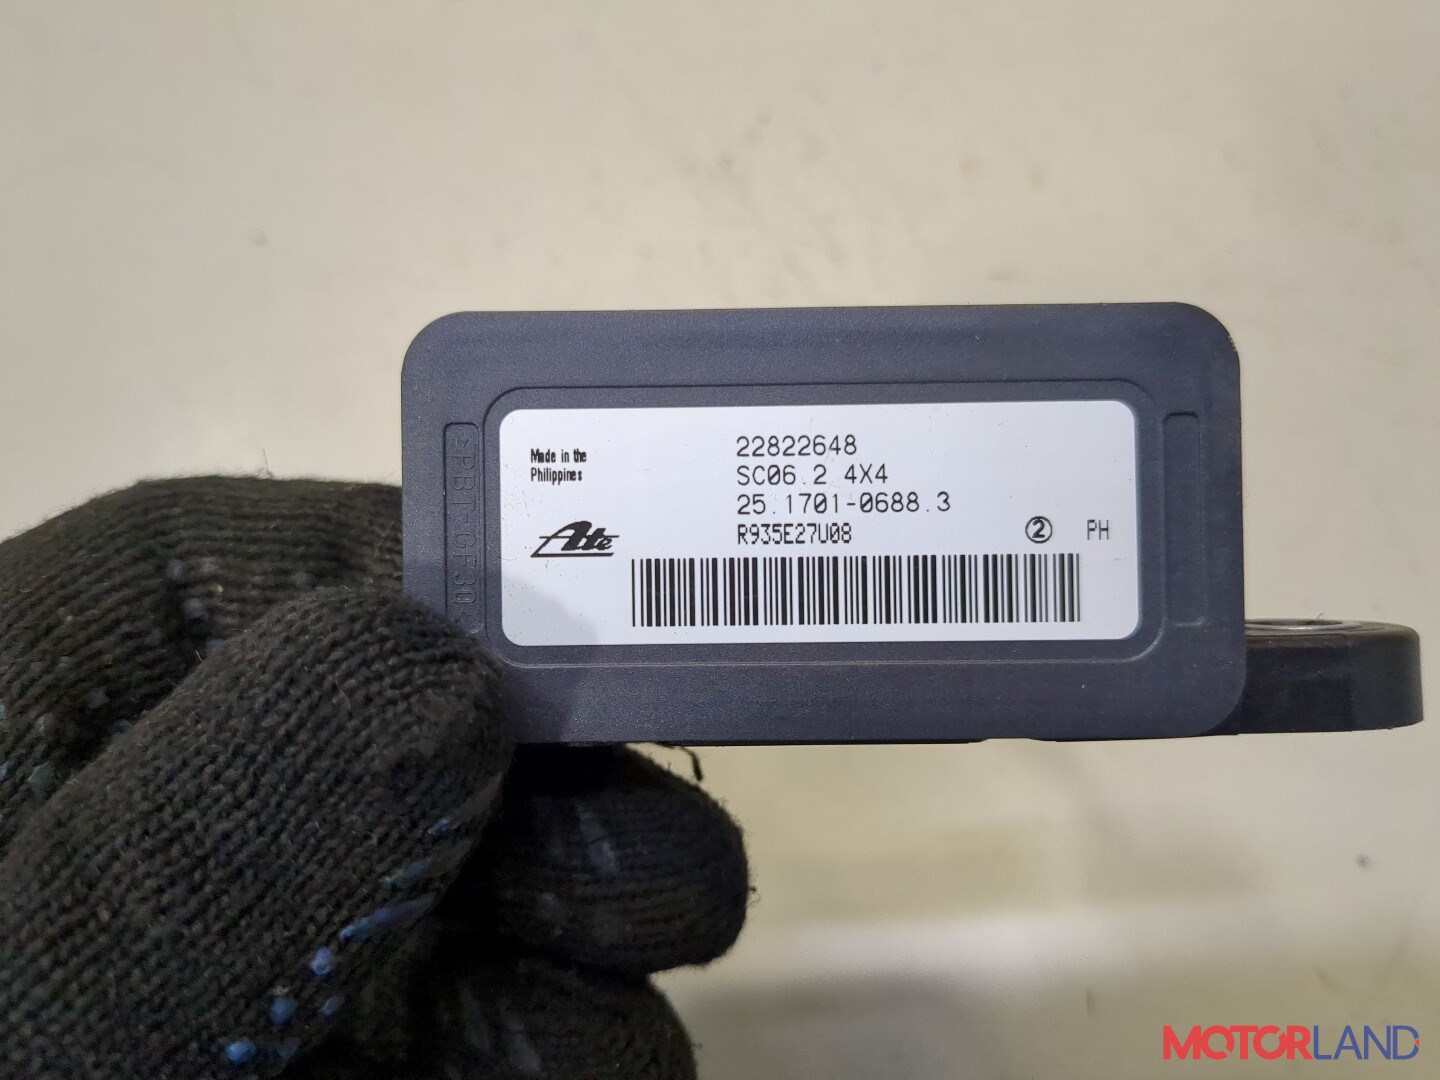 Made in the
Philippines
22822648
SC06.2 4X4
25.1701-0688.3
R935E27U08
② PH
Ate
>PBT-GF30
MOTORLAND